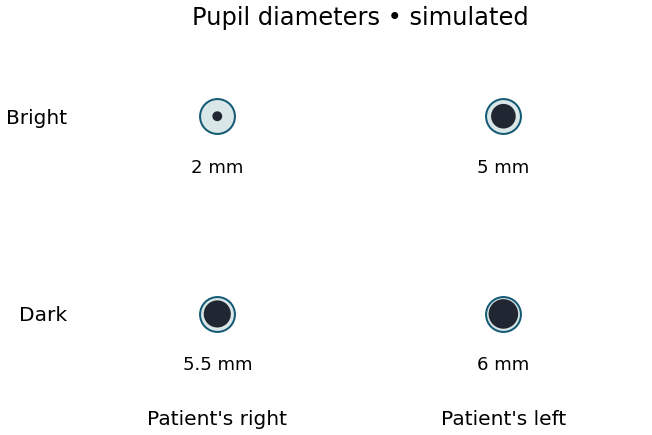 Pupil diameters • simulated
Bright
2 mm
5 mm
Dark
5.5 mm
6 mm
Patient's right
Patient's left